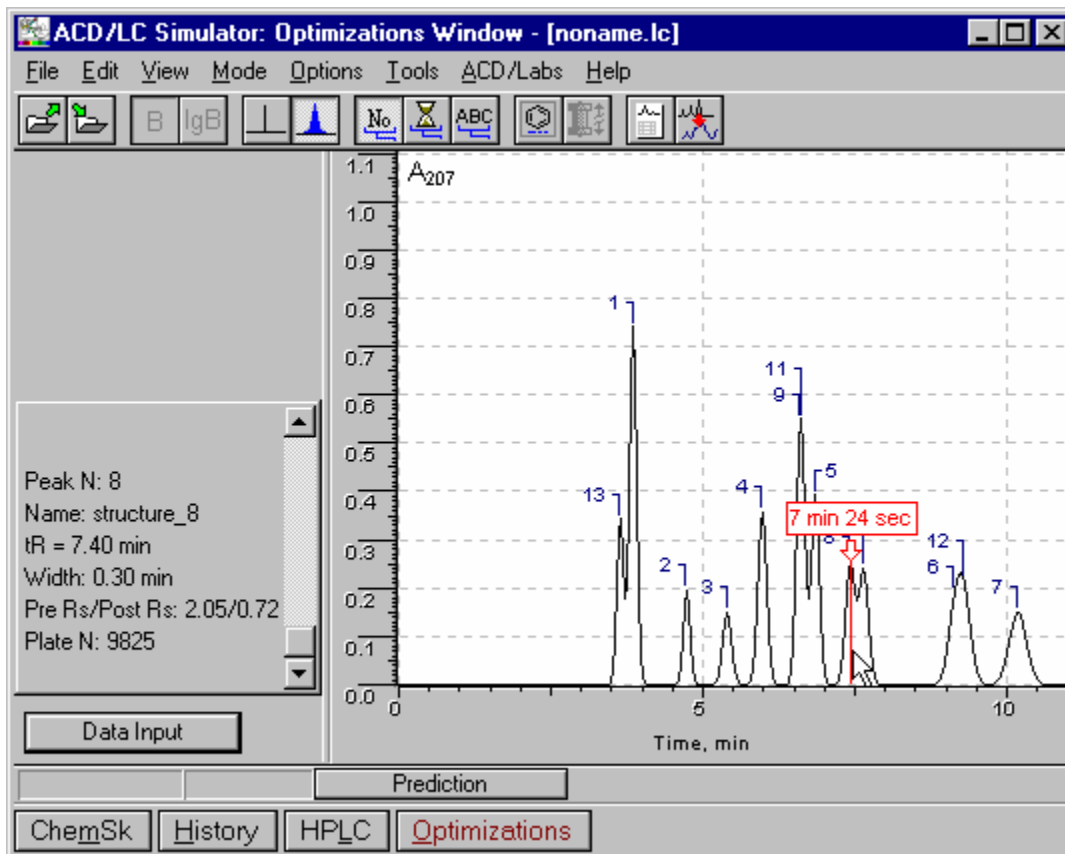 ACD/LC Simulator: Optimizations Window - [noname.lc]
File Edit View Mode Options Tools ACD/Labs Help
B lgB No ABC
A207
1.1
1.0
0.9
0.8
0.7
0.6
0.5
0.4
0.3
0.2
0.1
0.0
1
11
9
5
13
4
7 min 24 sec
2
3
12
6
7
0 5 10
Time, min
Peak N: 8
Name: structure_8
tR = 7.40 min
Width: 0.30 min
Pre Rs/Post Rs: 2.05/0.72
Plate N: 9825
Data Input
Prediction
ChemSk History HPLC Optimizations